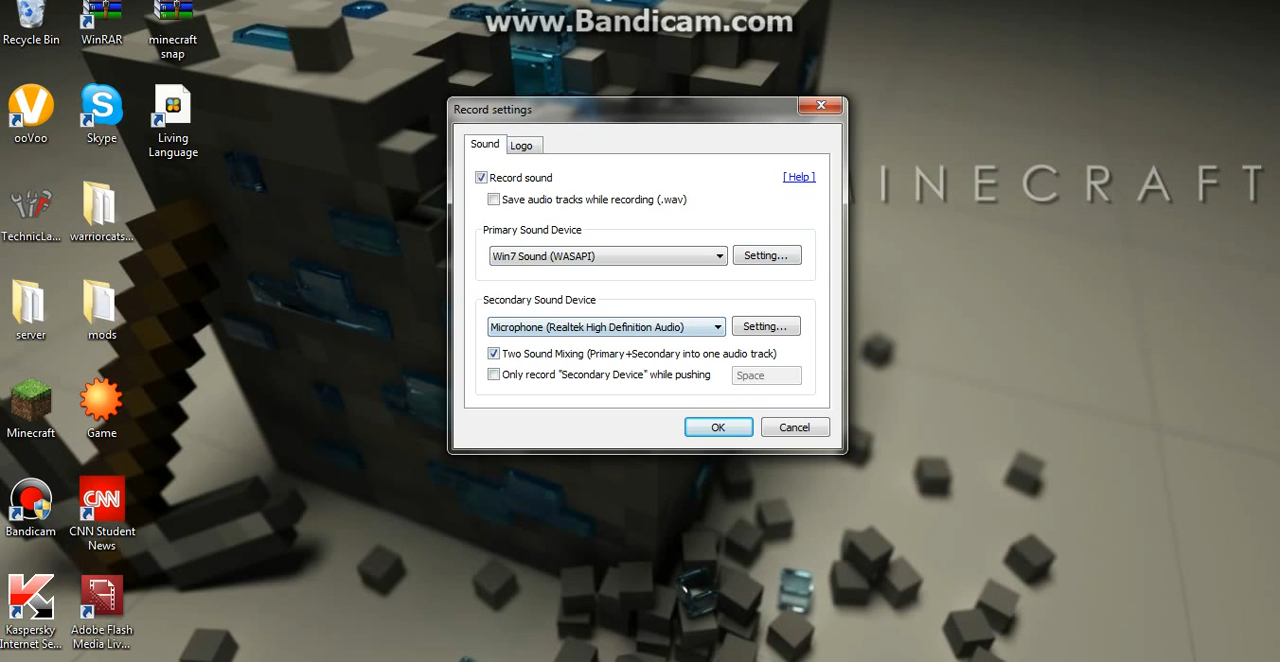 www.Bandicam.com
Recycle Bin
WinRAR
minecraft
snap
ooVoo
Skype
Living
Language
TechnicLa...
warriorcats...
server
mods
Minecraft
Game
Bandicam
CNN
CNN Student
News
Kaspersky
Internet Se...
Adobe Flash
Media Liv...
MINECRAFT
Record settings
Sound
Logo
Record sound
[ Help ]
Save audio tracks while recording (.wav)
Primary Sound Device
Win7 Sound (WASAPI)
Setting...
Secondary Sound Device
Microphone (Realtek High Definition Audio)
Setting...
Two Sound Mixing (Primary+Secondary into one audio track)
Only record "Secondary Device" while pushing
Space
OK
Cancel